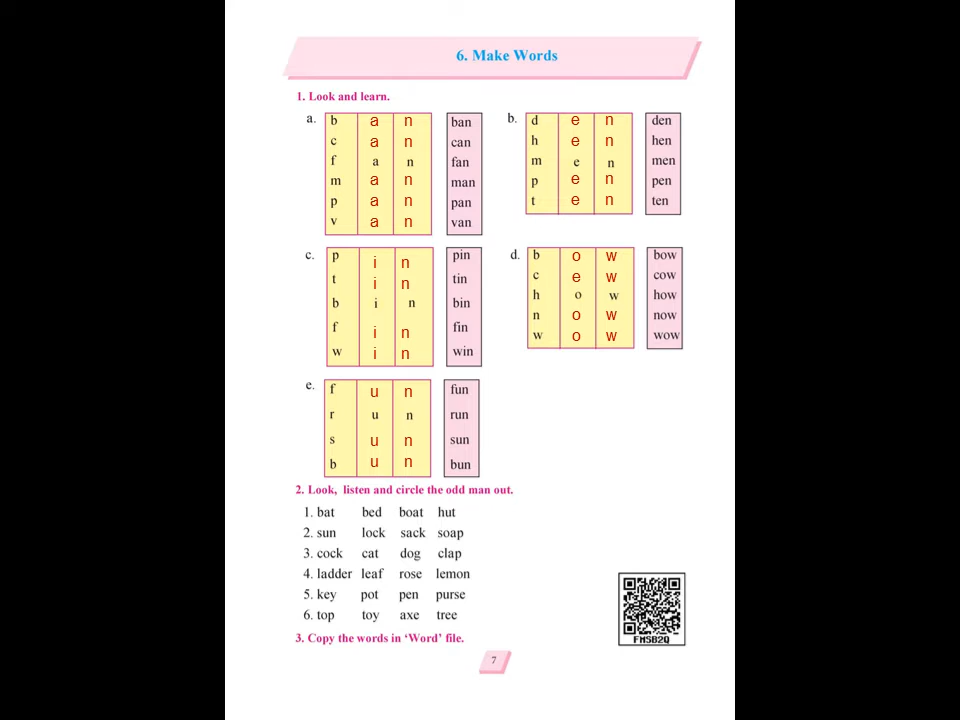 6. Make Words
1. Look and learn.
a.
b a n ban
c a n can
f a n fan
m a n man
p a n pan
v a n van
b.
d e n den
h e n hen
m e n men
p e n pen
t e n ten
c.
p i n pin
t i n tin
b i n bin
f i n fin
w i n win
d.
b o w bow
c e w cow
h o w how
n o w now
w o w wow
e.
f u n fun
r u n run
s u n sun
b u n bun
2. Look, listen and circle the odd man out.
1. bat bed boat hut
2. sun lock sack soap
3. cock cat dog clap
4. ladder leaf rose lemon
5. key pot pen purse
6. top toy axe tree
3. Copy the words in ‘Word’ file.
FMSB2Q
7